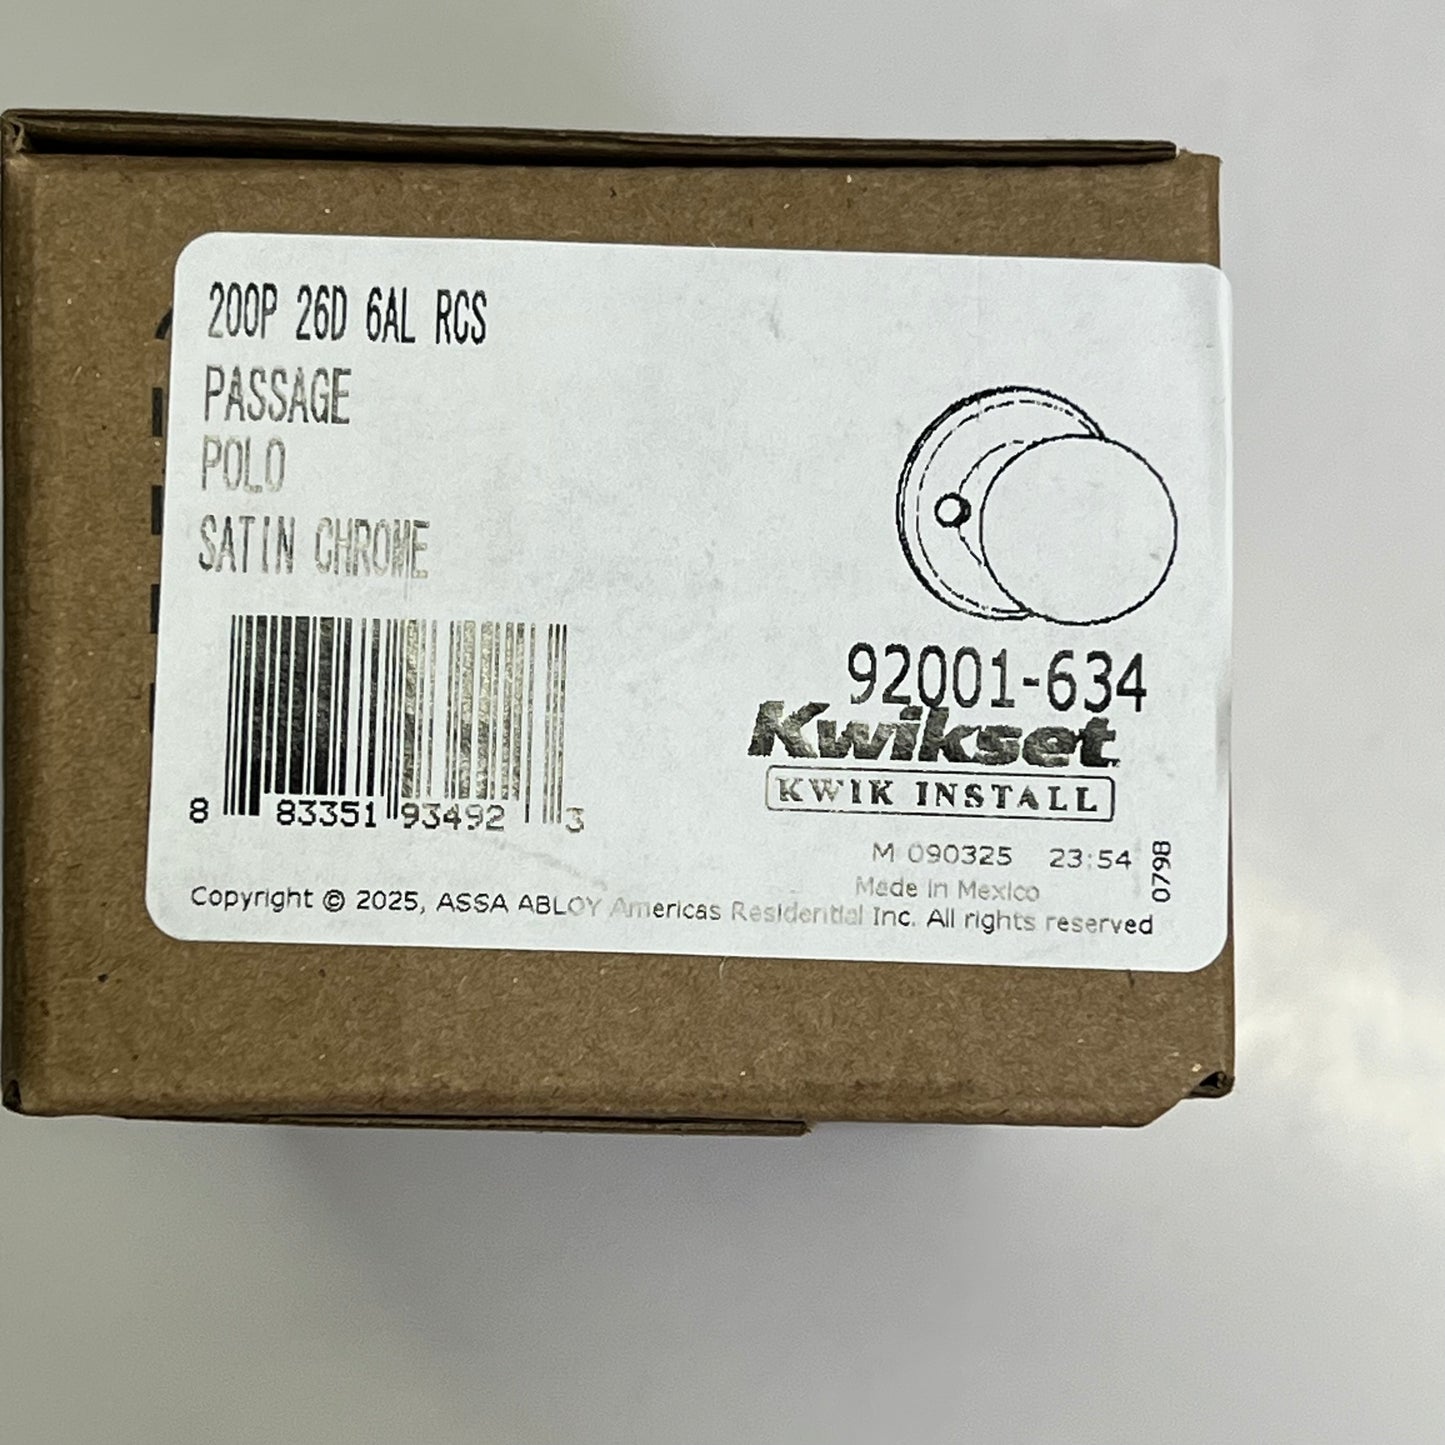 200P 26D 6AL RCS
PASSAGE
POLO
SATIN CHROME
92001-634
Kwikset
KWIK INSTALL
8 83351 93492 3
M 090325 23:54
0798
Made in Mexico
Copyright © 2025, ASSA ABLOY Americas Residential Inc. All rights reserved